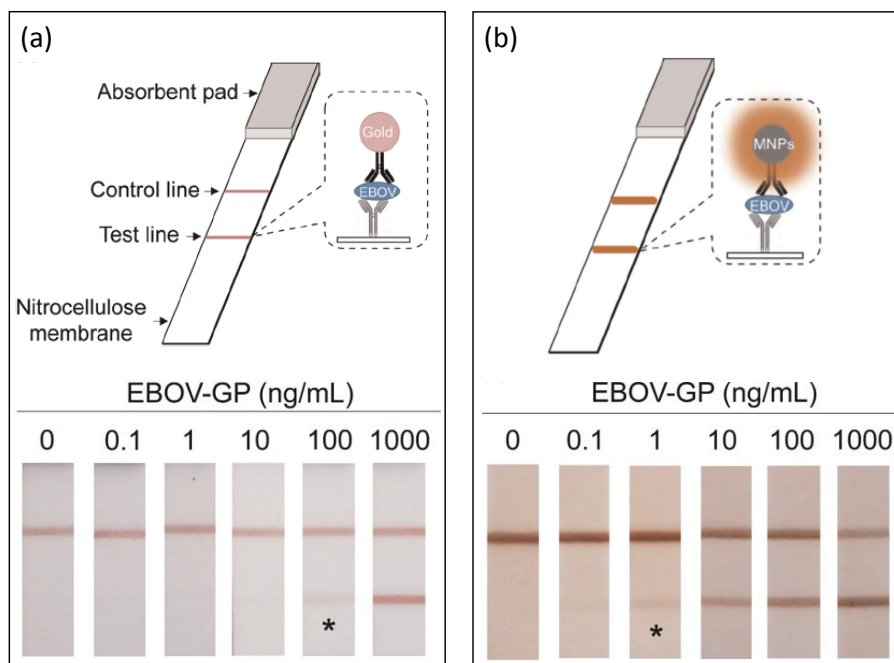 (a)
Absorbent pad
Control line
Test line
Nitrocellulose
membrane
Gold
EBOV
EBOV-GP (ng/mL)
0 0.1 1 10 100 1000
*
(b)
MNPs
EBOV
EBOV-GP (ng/mL)
0 0.1 1 10 100 1000
*